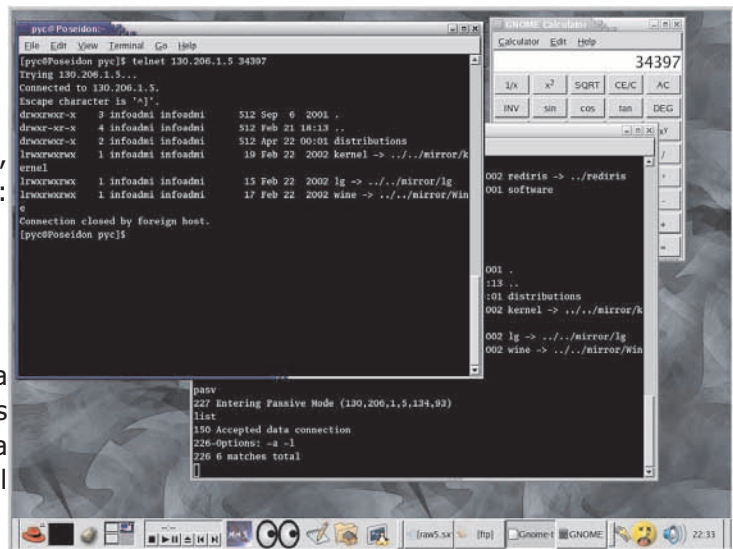 pyc@Poseidon:~
File Edit View Terminal Go Help
[pyc@Poseidon pyc]$ telnet 130.206.1.5 34397
Trying 130.206.1.5...
Connected to 130.206.1.5.
Escape character is '^]'.
drwxrwxr-x 3 infoadmi infoadmi 512 Sep 6 2001 .
drwxr-xr-x 4 infoadmi infoadmi 512 Feb 21 18:13 ..
drwxrwxr-x 2 infoadmi infoadmi 512 Apr 22 00:01 distributions
lrwxrwxrwx 1 infoadmi infoadmi 19 Feb 22 2002 kernel -> ../../mirror/k
ernel
lrwxrwxrwx 1 infoadmi infoadmi 15 Feb 22 2002 lg -> ../../mirror/lg
lrwxrwxrwx 1 infoadmi infoadmi 17 Feb 22 2002 wine -> ../../mirror/Win
e
Connection closed by foreign host.
[pyc@Poseidon pyc]$
GNOME Calculator
Calculator Edit Help
34397
1/x x² SQRT CE/C AC
INV sin cos tan DEG
/
-
+
=
002 rediris -> ../rediris
001 software
001 .
:13 ..
:01 distributions
002 kernel -> ../../mirror/k
002 lg -> ../../mirror/lg
002 wine -> ../../mirror/Win
pasv
227 Entering Passive Mode (130,206,1,5,134,93)
list
150 Accepted data connection
226-Options: -a -l
226 6 matches total
[raw5.sx [ftp] Gnome-t GNOME 22:33
,
:
a
s
a
l